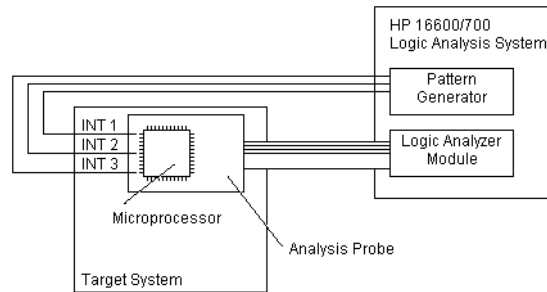 HP 16600/700
Logic Analysis System
Pattern
Generator
INT 1
INT 2
INT 3
Logic Analyzer
Module
Microprocessor
Analysis Probe
Target System